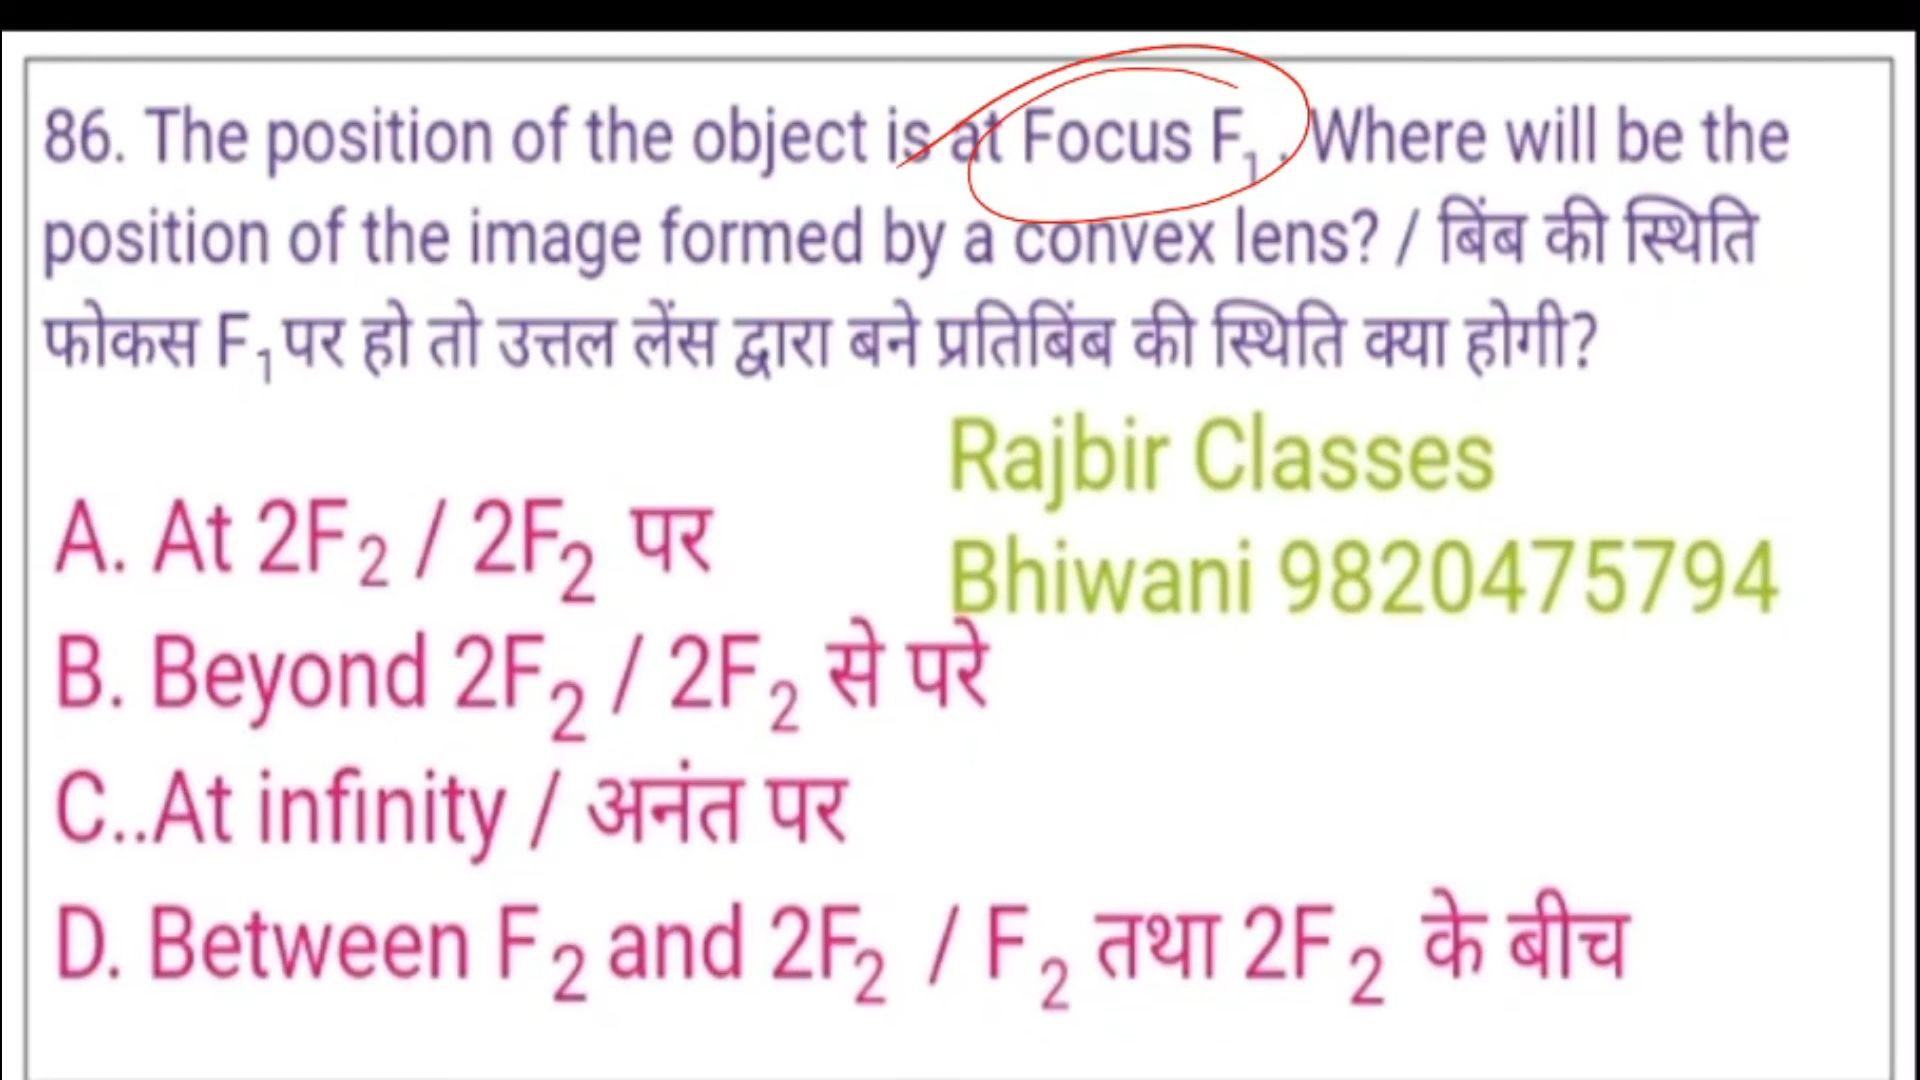 86. The position of the object is at Focus F₁ . Where will be the
position of the image formed by a convex lens? / बिंब की स्थिति
फोकस F₁ पर हो तो उत्तल लेंस द्वारा बने प्रतिबिंब की स्थिति क्या होगी?
Rajbir Classes
Bhiwani 9820475794
A. At 2F₂ / 2F₂ पर
B. Beyond 2F₂ / 2F₂ से परे
C..At infinity / अनंत पर
D. Between F₂ and 2F₂ / F₂ तथा 2F₂ के बीच